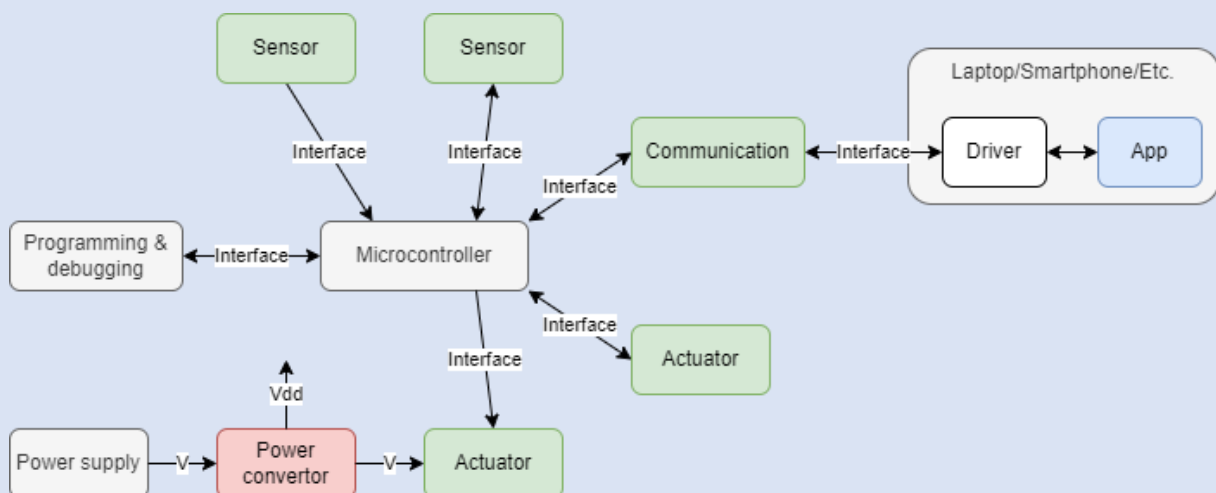 Sensor
Sensor
Laptop/Smartphone/Etc.
Interface
Interface
Communication
Interface
Driver
App
Interface
Programming &
debugging
Interface
Microcontroller
Interface
Interface
Actuator
Vdd
Power supply
V
Power
convertor
V
Actuator